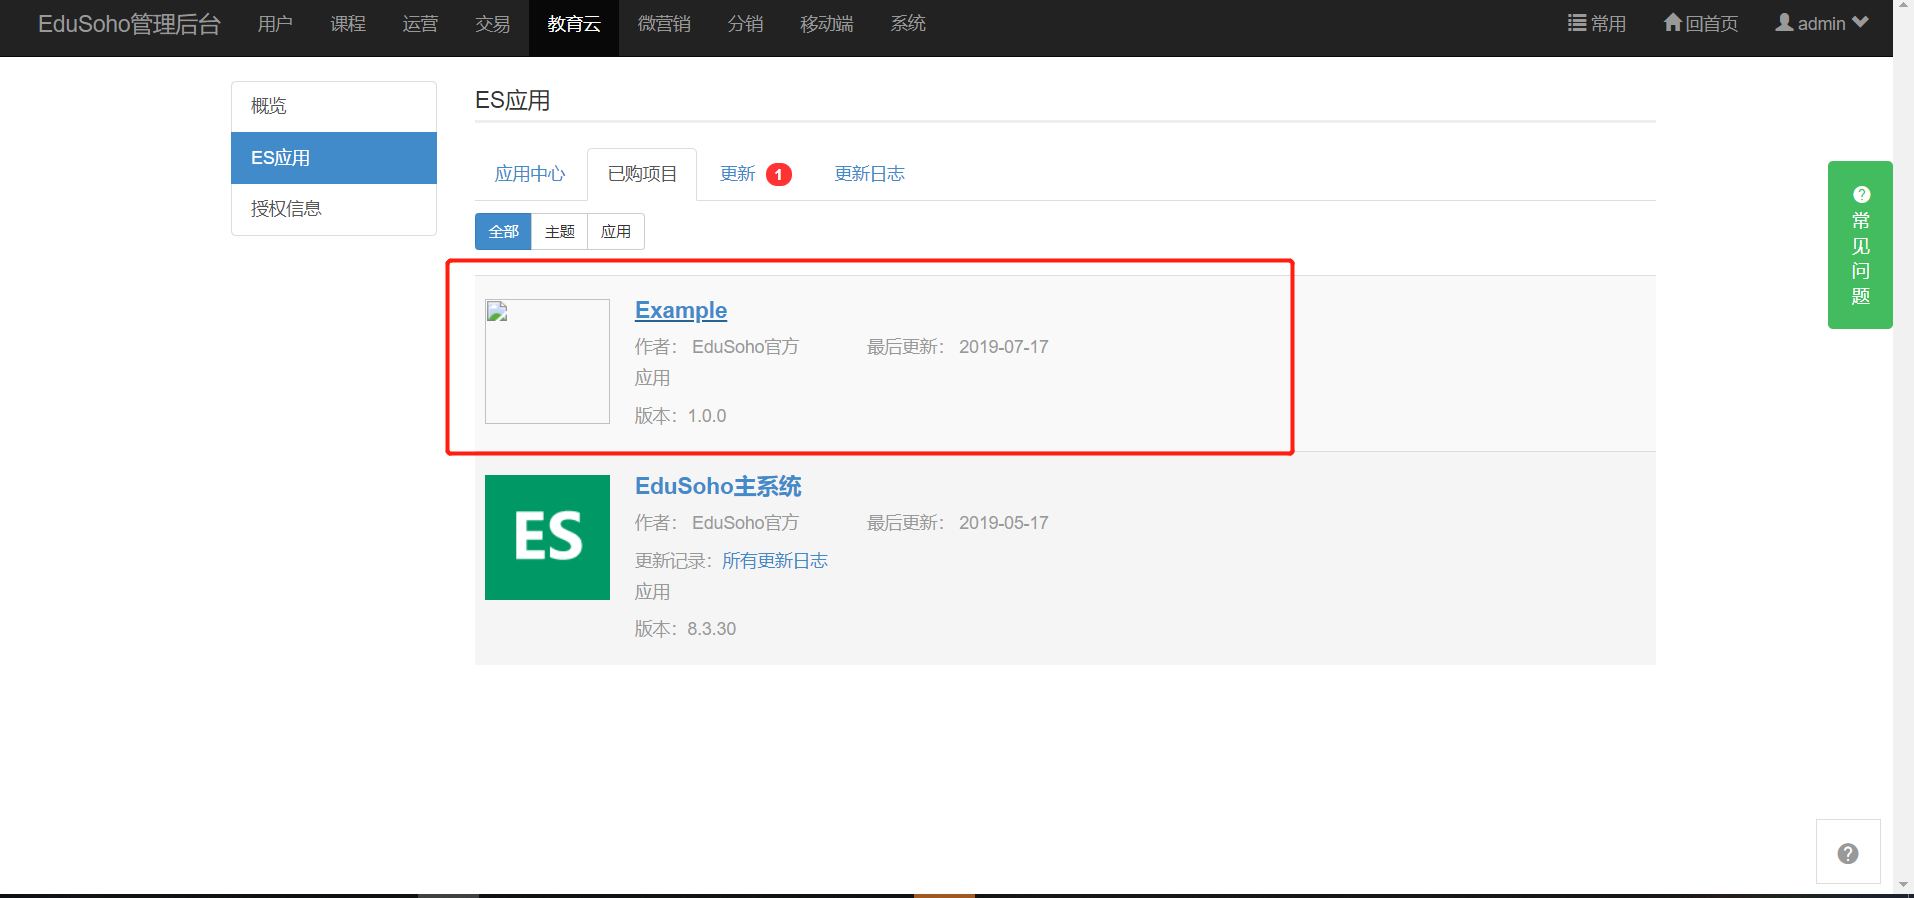 EduSoho管理后台 用户 课程 运营 交易 教育云 微营销 分销 移动端 系统 常用 回首页 admin
概览
ES应用
授权信息
ES应用
应用中心 已购项目 更新 1 更新日志
全部 主题 应用
Example
作者： EduSoho官方 最后更新： 2019-07-17
应用
版本：1.0.0
ES
EduSoho主系统
作者： EduSoho官方 最后更新： 2019-05-17
更新记录：所有更新日志
应用
版本：8.3.30
?
常
见
问
题
?